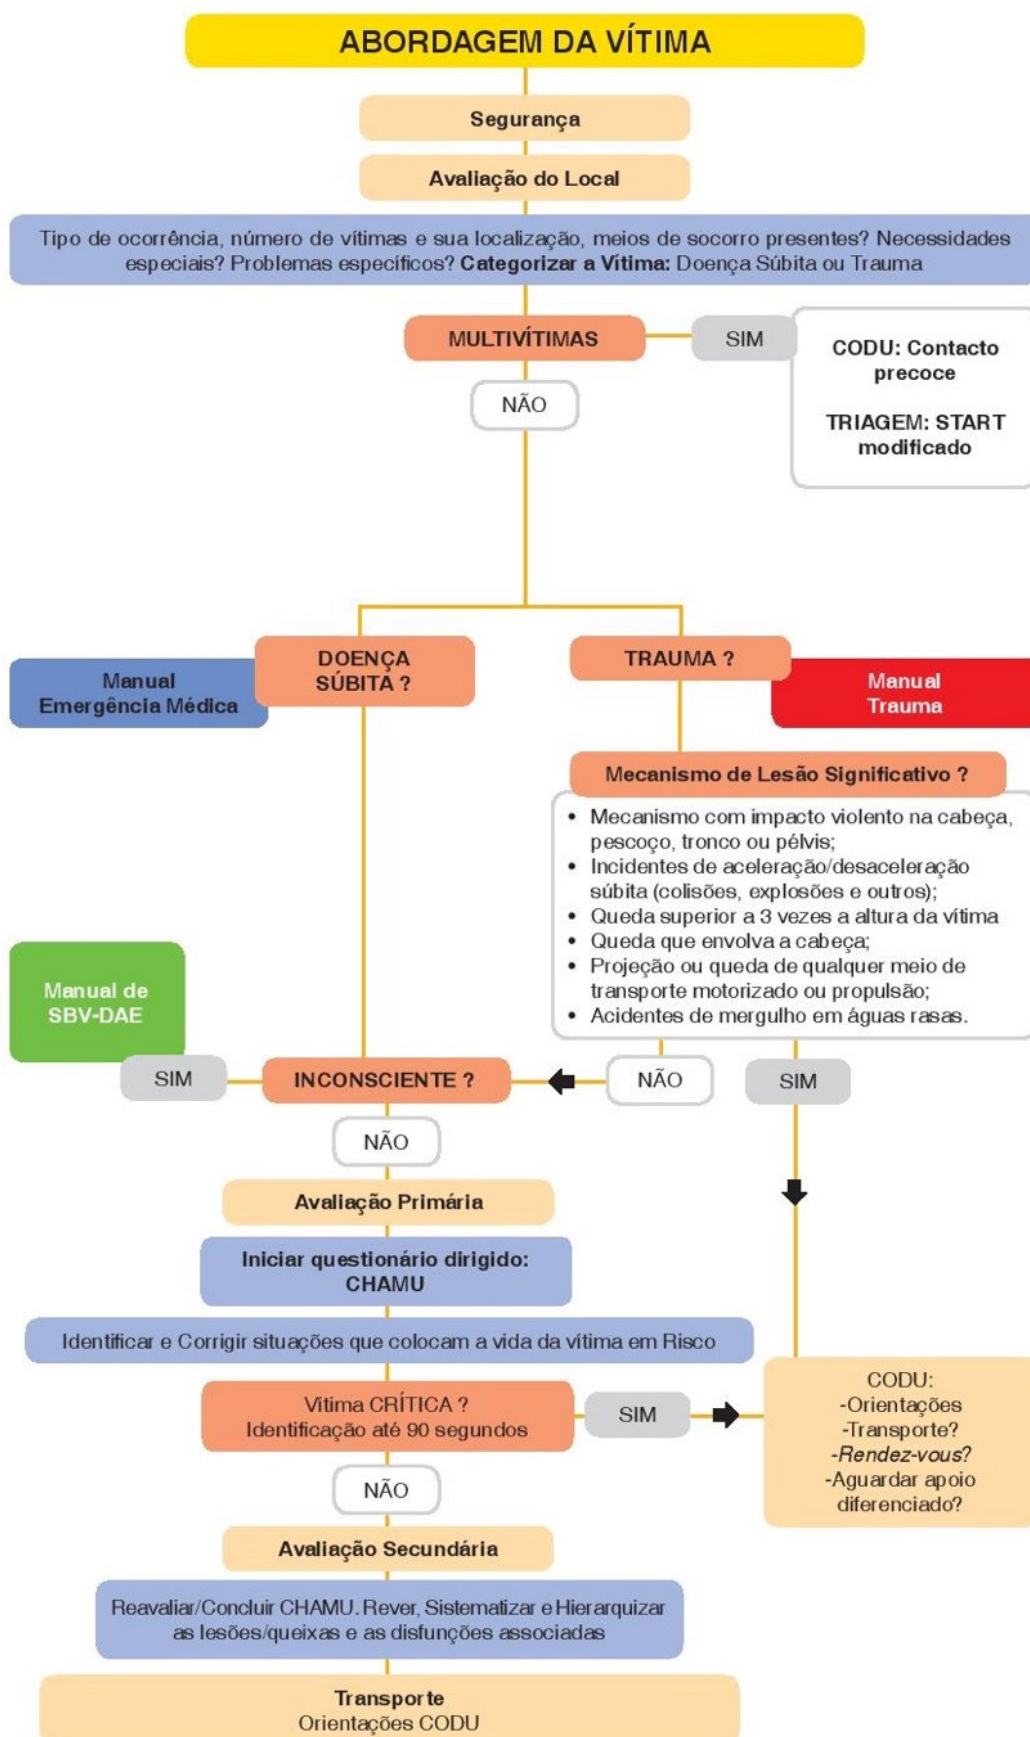 ABORDAGEM DA VÍTIMA
Segurança
Avaliação do Local
Tipo de ocorrência, número de vítimas e sua localização, meios de socorro presentes? Necessidades
especiais? Problemas específicos? Categorizar a Vítima: Doença Súbita ou Trauma
MULTIVÍTIMAS
SIM
CODU: Contacto
precoce
TRIAGEM: START
modificado
NÃO
DOENÇA
SÚBITA ?
Manual
Emergência Médica
TRAUMA ?
Manual
Trauma
Mecanismo de Lesão Significativo ?
• Mecanismo com impacto violento na cabeça,
pescoço, tronco ou pélvis;
• Incidentes de aceleração/desaceleração
súbita (colisões, explosões e outros);
• Queda superior a 3 vezes a altura da vítima
• Queda que envolva a cabeça;
• Projeção ou queda de qualquer meio de
transporte motorizado ou propulsão;
• Acidentes de mergulho em águas rasas.
Manual de
SBV-DAE
SIM
INCONSCIENTE ?
NÃO
SIM
NÃO
Avaliação Primária
Iniciar questionário dirigido:
CHAMU
Identificar e Corrigir situações que colocam a vida da vítima em Risco
Vítima CRÍTICA ?
Identificação até 90 segundos
SIM
CODU:
-Orientações
-Transporte?
-Rendez-vous?
-Aguardar apoio
diferenciado?
NÃO
Avaliação Secundária
Reavaliar/Concluir CHAMU. Rever, Sistematizar e Hierarquizar
as lesões/queixas e as disfunções associadas
Transporte
Orientações CODU